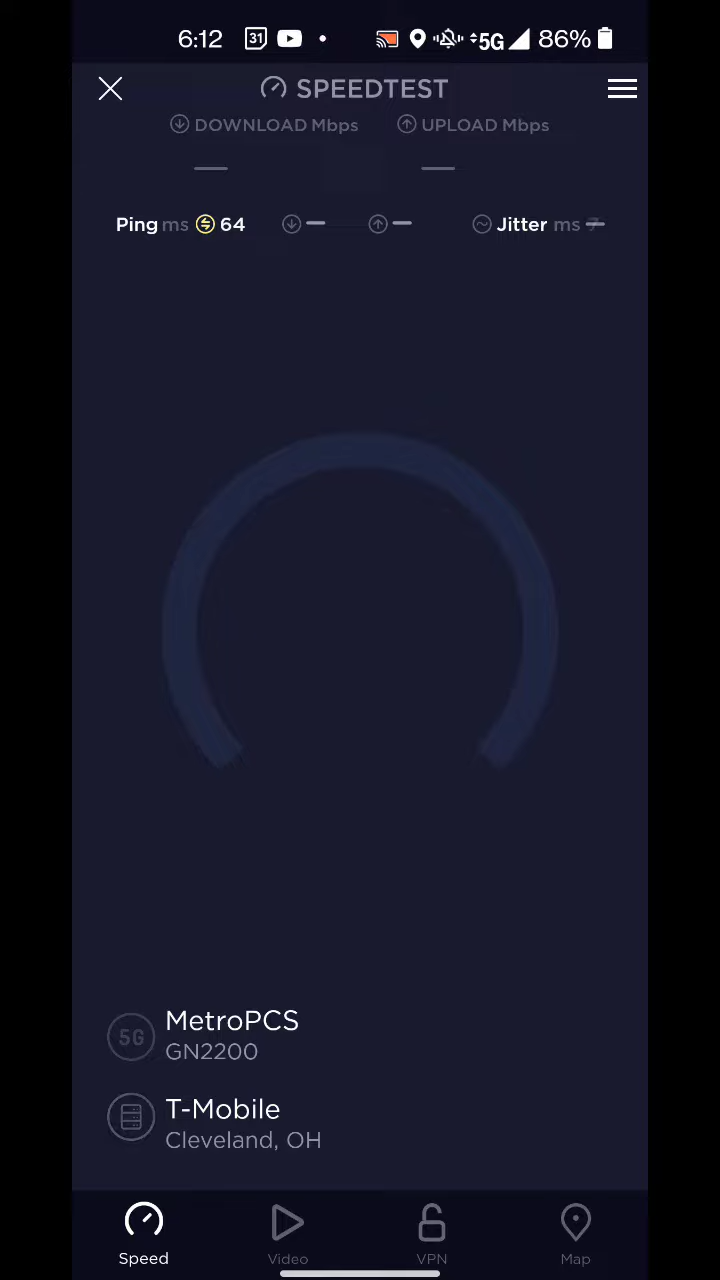 6:12 31 5G 86%
SPEEDTEST
DOWNLOAD Mbps UPLOAD Mbps
Ping ms 64 Jitter ms
5G MetroPCS
GN2200
T-Mobile
Cleveland, OH
Speed Video VPN Map